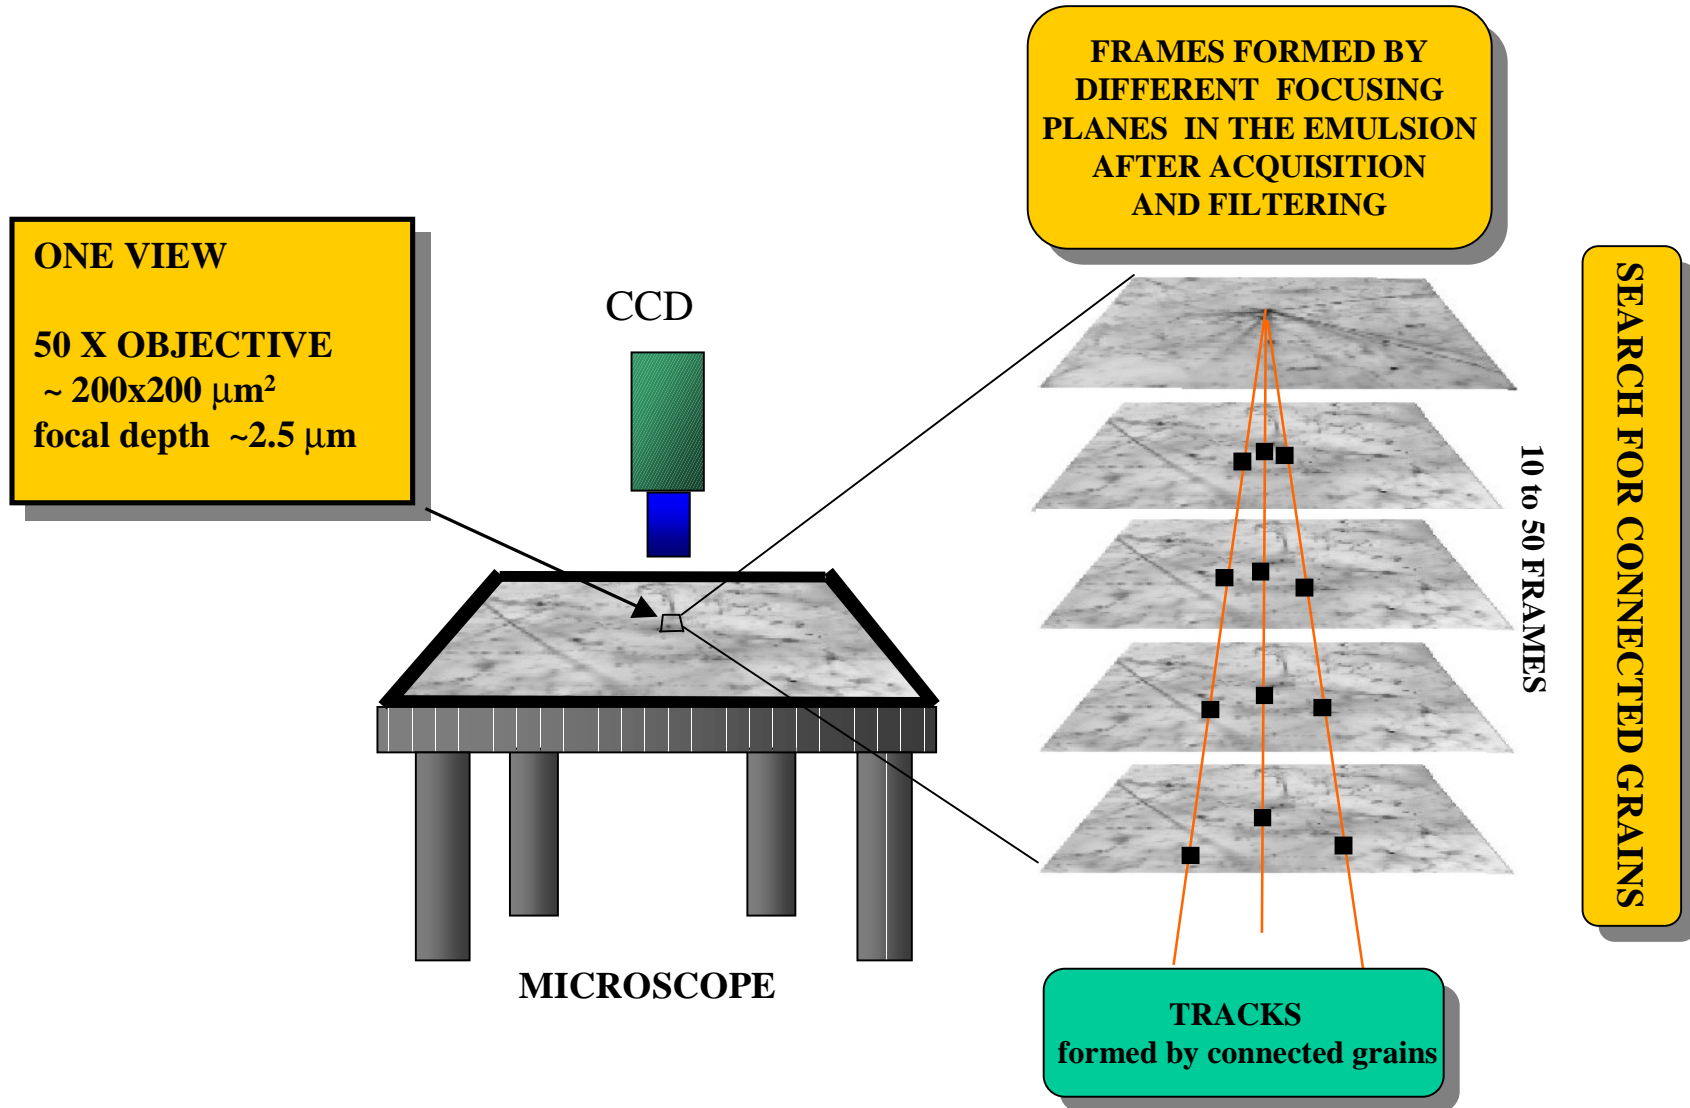 FRAMES FORMED BY
DIFFERENT FOCUSING
PLANES IN THE EMULSION
AFTER ACQUISITION
AND FILTERING
ONE VIEW
50 X OBJECTIVE
~ 200x200 μm²
focal depth ~2.5 μm
CCD
SEARCH FOR CONNECTED GRAINS
10 to 50 FRAMES
MICROSCOPE
TRACKS
formed by connected grains